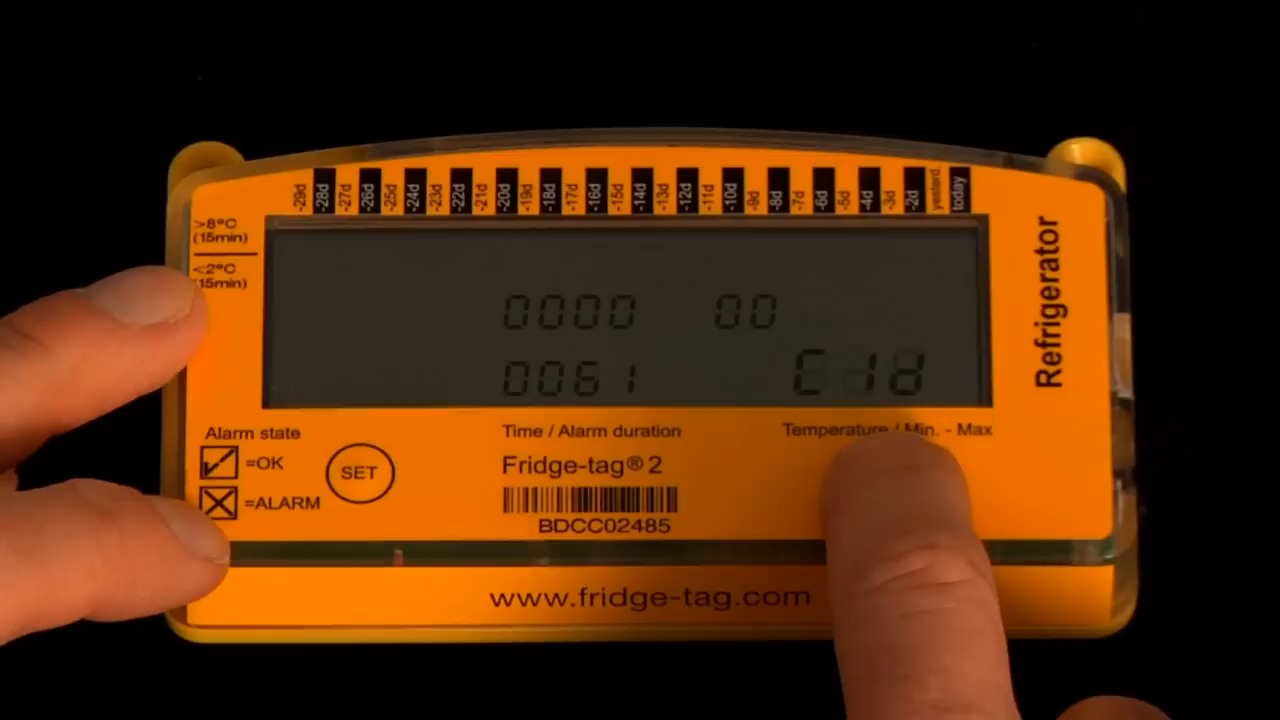 -29d -28d -27d -26d -25d -24d -23d -22d -21d -20d -19d -18d -17d -16d -15d -14d -13d -12d -11d -10d -9d -8d -7d -6d -5d -4d -3d -2d yesterd. today
>8°C
(15min)
<2°C
(15min)
0000 00
0061 CId
Refrigerator
Alarm state
=OK
=ALARM
SET
Time / Alarm duration
Temperature / Min. - Max
Fridge-tag® 2
BDCC02485
www.fridge-tag.com